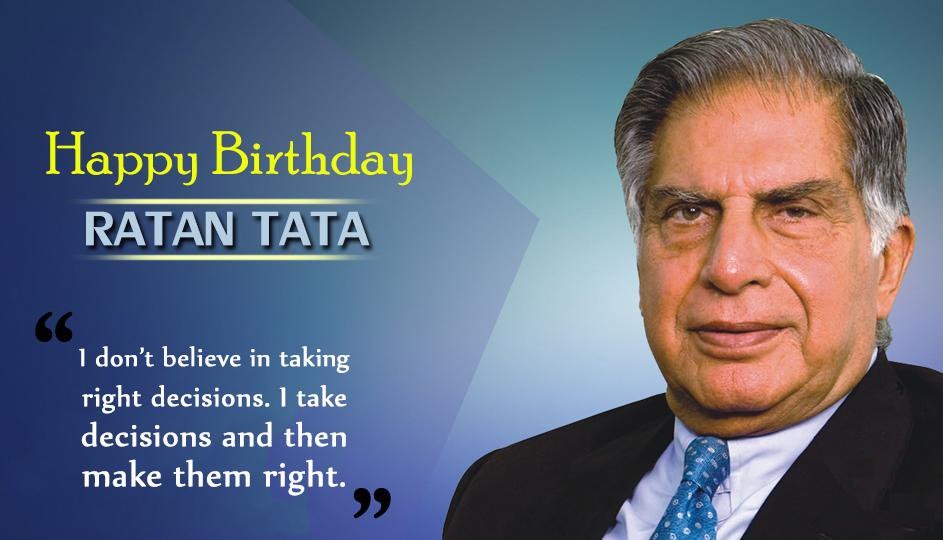 Happy Birthday
RATAN TATA
“ I don’t believe in taking
right decisions. I take
decisions and then
make them right. ”